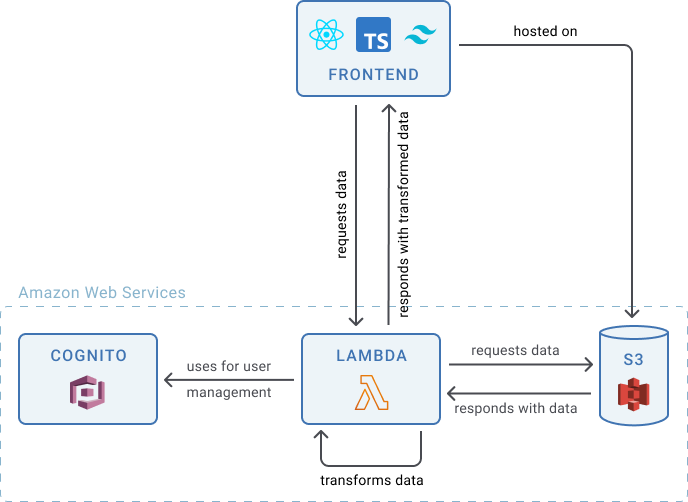 hosted on
TS
FRONTEND
requests data
responds with transformed data
Amazon Web Services
COGNITO
LAMBDA
S3
uses for user
management
requests data
responds with data
transforms data